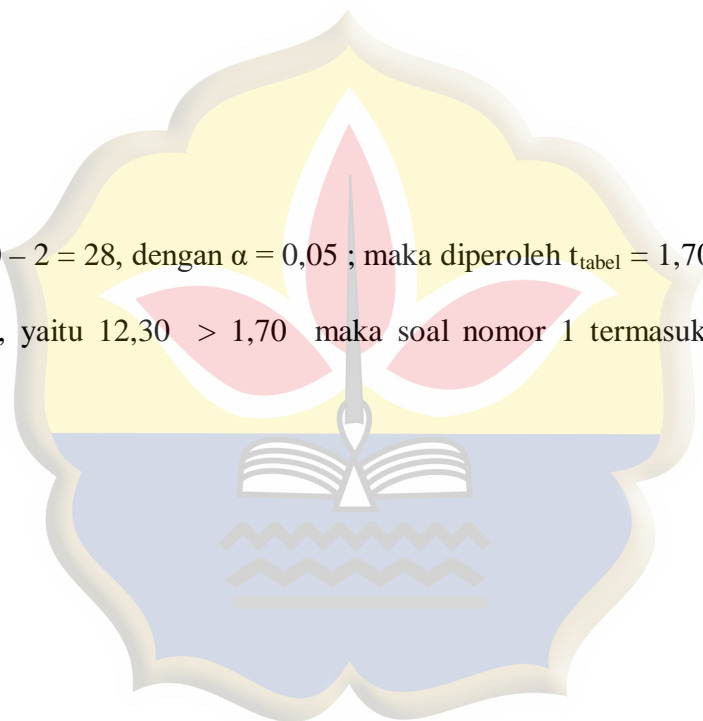 – 2 = 28, dengan α = 0,05 ; maka diperoleh t_tabel = 1,70
, yaitu 12,30 > 1,70 maka soal nomor 1 termasuk